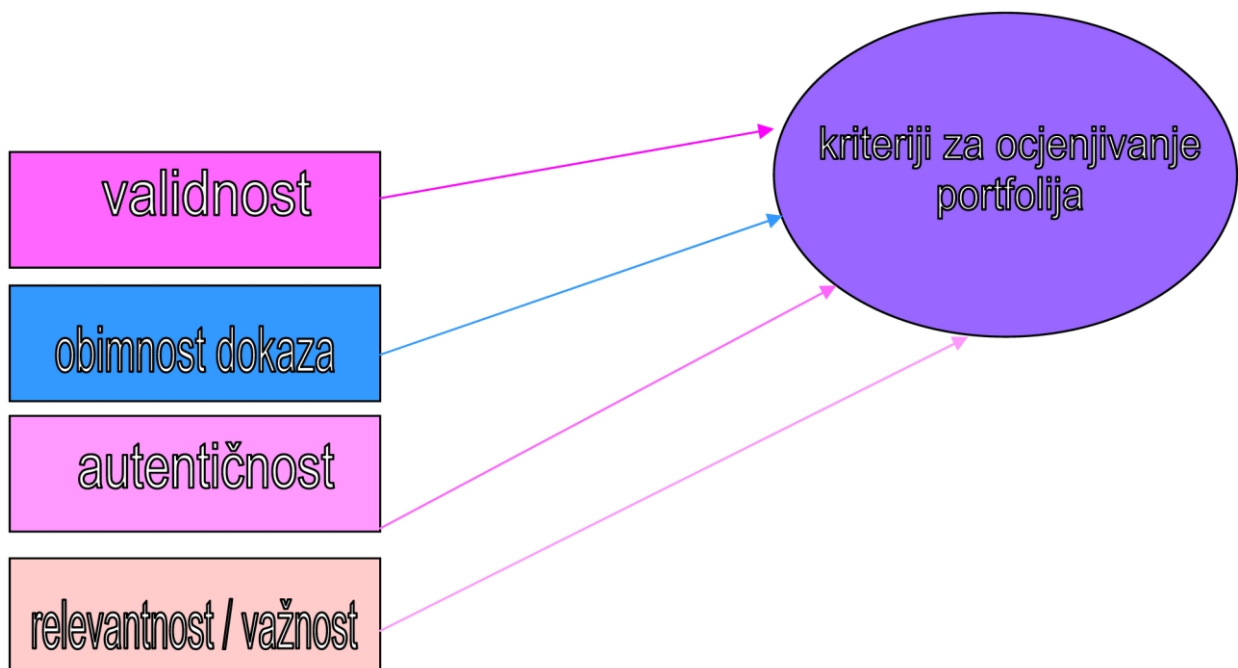 kriteriji za ocjenjivanje
portfolija
validnost
obimnost dokaza
autentičnost
relevantnost / važnost